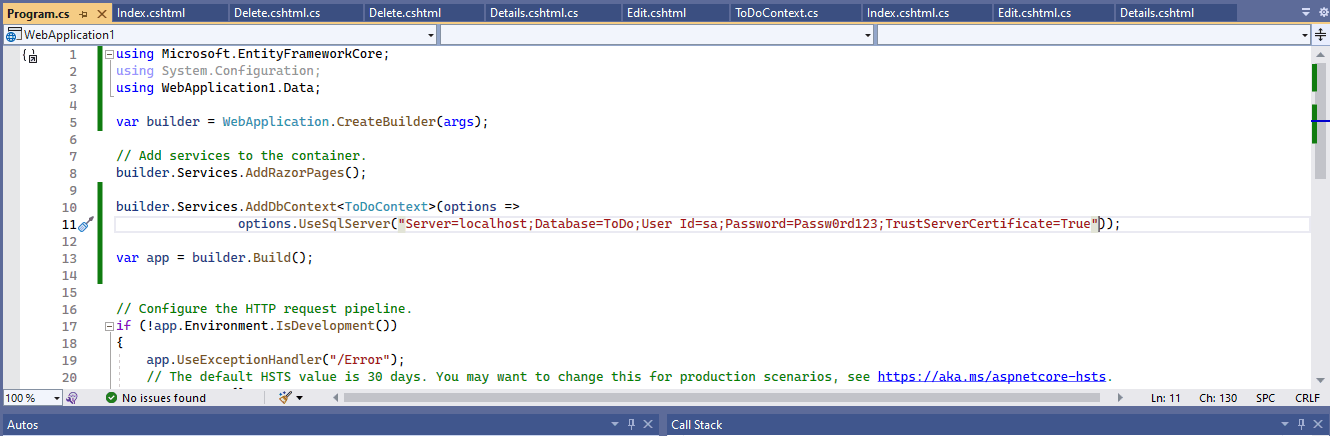 Program.cs Index.cshtml Delete.cshtml.cs Delete.cshtml Details.cshtml.cs Edit.cshtml ToDoContext.cs Index.cshtml.cs Edit.cshtml.cs Details.cshtml
WebApplication1
1 using Microsoft.EntityFrameworkCore;
2 using System.Configuration;
3 using WebApplication1.Data;
4
5 var builder = WebApplication.CreateBuilder(args);
6
7 // Add services to the container.
8 builder.Services.AddRazorPages();
9
10 builder.Services.AddDbContext<ToDoContext>(options =>
11 options.UseSqlServer("Server=localhost;Database=ToDo;User Id=sa;Password=Passw0rd123;TrustServerCertificate=True"));
12
13 var app = builder.Build();
14
15
16 // Configure the HTTP request pipeline.
17 if (!app.Environment.IsDevelopment())
18 {
19 app.UseExceptionHandler("/Error");
20 // The default HSTS value is 30 days. You may want to change this for production scenarios, see https://aka.ms/aspnetcore-hsts.
100 % No issues found Ln: 11 Ch: 130 SPC CRLF
Autos Call Stack